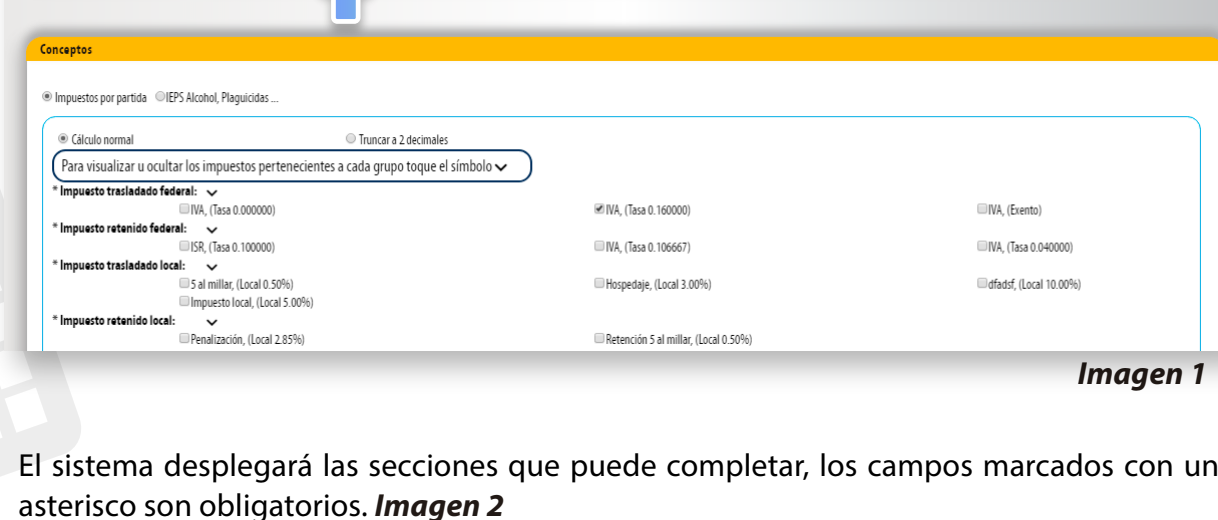 Conceptos
Impuestos por partida IEPS Alcohol, Plaguicidas ...
Cálculo normal Truncar a 2 decimales
Para visualizar u ocultar los impuestos pertenecientes a cada grupo toque el símbolo
* Impuesto trasladado federal:
IVA, (Tasa 0.000000) IVA, (Tasa 0.160000) IVA, (Exento)
* Impuesto retenido federal:
ISR, (Tasa 0.100000) IVA, (Tasa 0.106667) IVA, (Tasa 0.040000)
* Impuesto trasladado local:
5 al millar, (Local 0.50%) Hospedaje, (Local 3.00%) dfadsf, (Local 10.00%)
Impuesto local, (Local 5.00%)
* Impuesto retenido local:
Penalización, (Local 2.85%) Retención 5 al millar, (Local 0.50%)
Imagen 1
El sistema desplegará las secciones que puede completar, los campos marcados con un
asterisco son obligatorios. Imagen 2